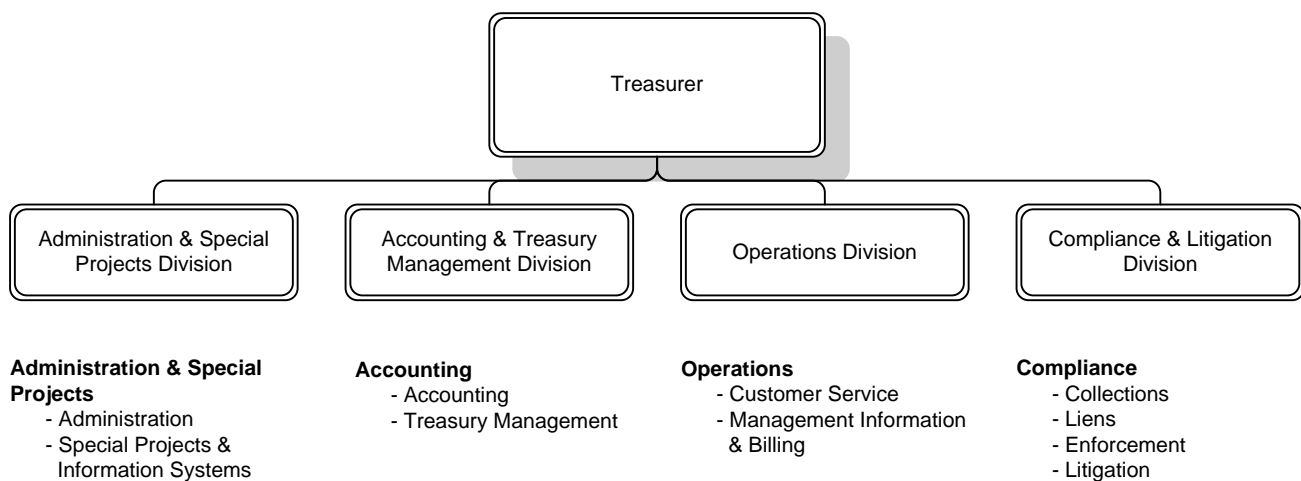 Treasurer
Administration & Special
Projects Division
Accounting & Treasury
Management Division
Operations Division
Compliance & Litigation
Division
Administration & Special
Projects
- Administration
- Special Projects &
Information Systems
Accounting
- Accounting
- Treasury Management
Operations
- Customer Service
- Management Information
& Billing
Compliance
- Collections
- Liens
- Enforcement
- Litigation